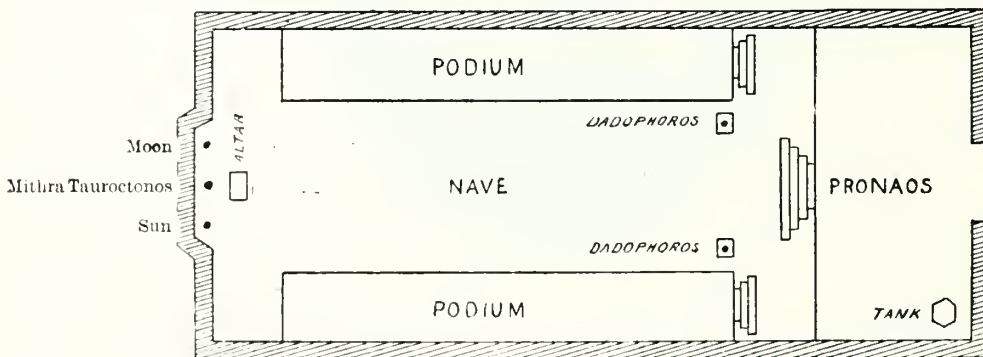 PODIUM
DADOPHOROS
ALTAR
Moon
Mithra Tauroctonos
NAVE
PRONAOS
Sun
DADOPHOROS
PODIUM
TANK